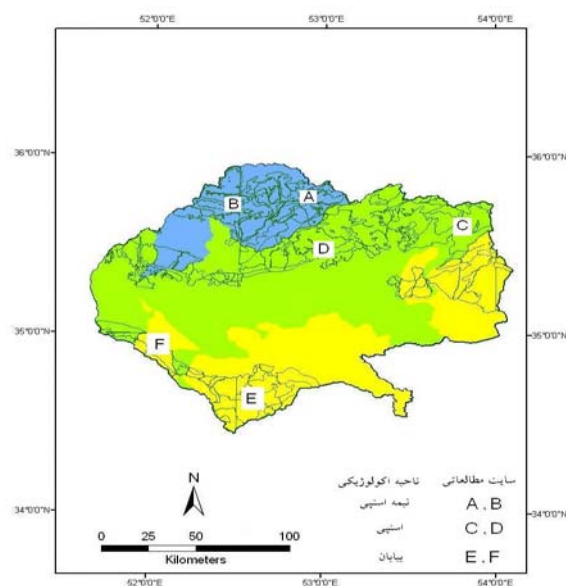 52°0'0"E 53°0'0"E 54°0'0"E
36°0'0"N 36°0'0"N
A
B
C
D
35°0'0"N 35°0'0"N
F
E
N
سایت مطالعاتی ناحیه اکولوژیکی
A , B نیمه استپی
34°0'0"N 34°0'0"N
C , D استپی
0 25 50 100
Kilometers
E , F بیابان
52°0'0"E 53°0'0"E 54°0'0"E